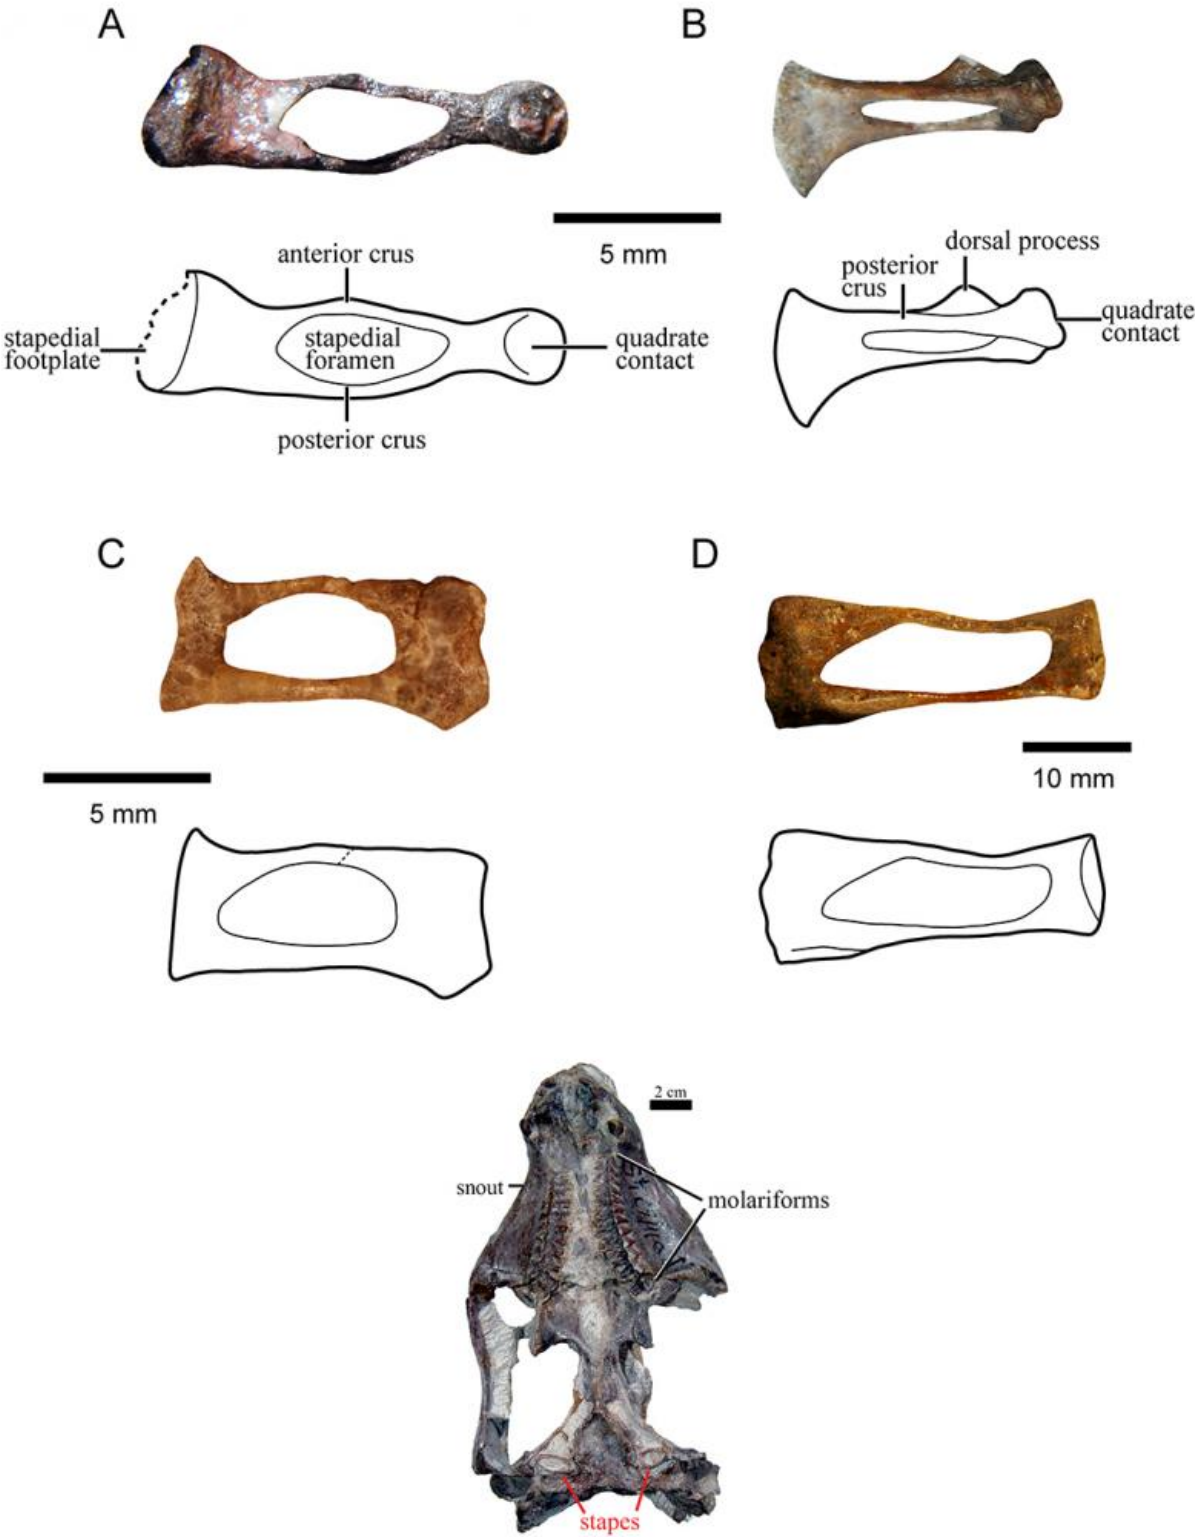 A
B
5 mm
anterior crus
stapedial
footplate
stapedial
foramen
quadrate
contact
posterior crus
dorsal process
posterior
crus
quadrate
contact
C
D
5 mm
10 mm
2 cm
snout
molariforms
stapes